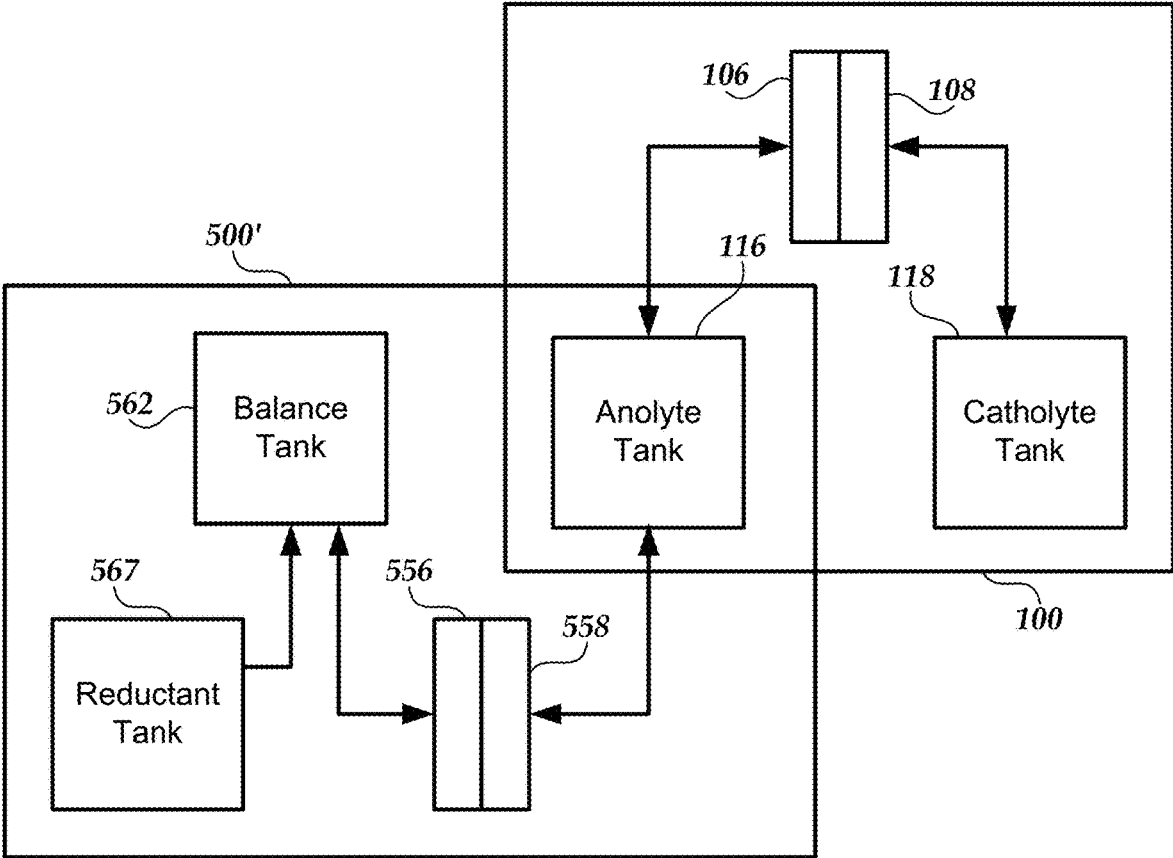 106
108
500'
116
118
562
Balance
Tank
Anolyte
Tank
Catholyte
Tank
567
556
558
100
Reductant
Tank